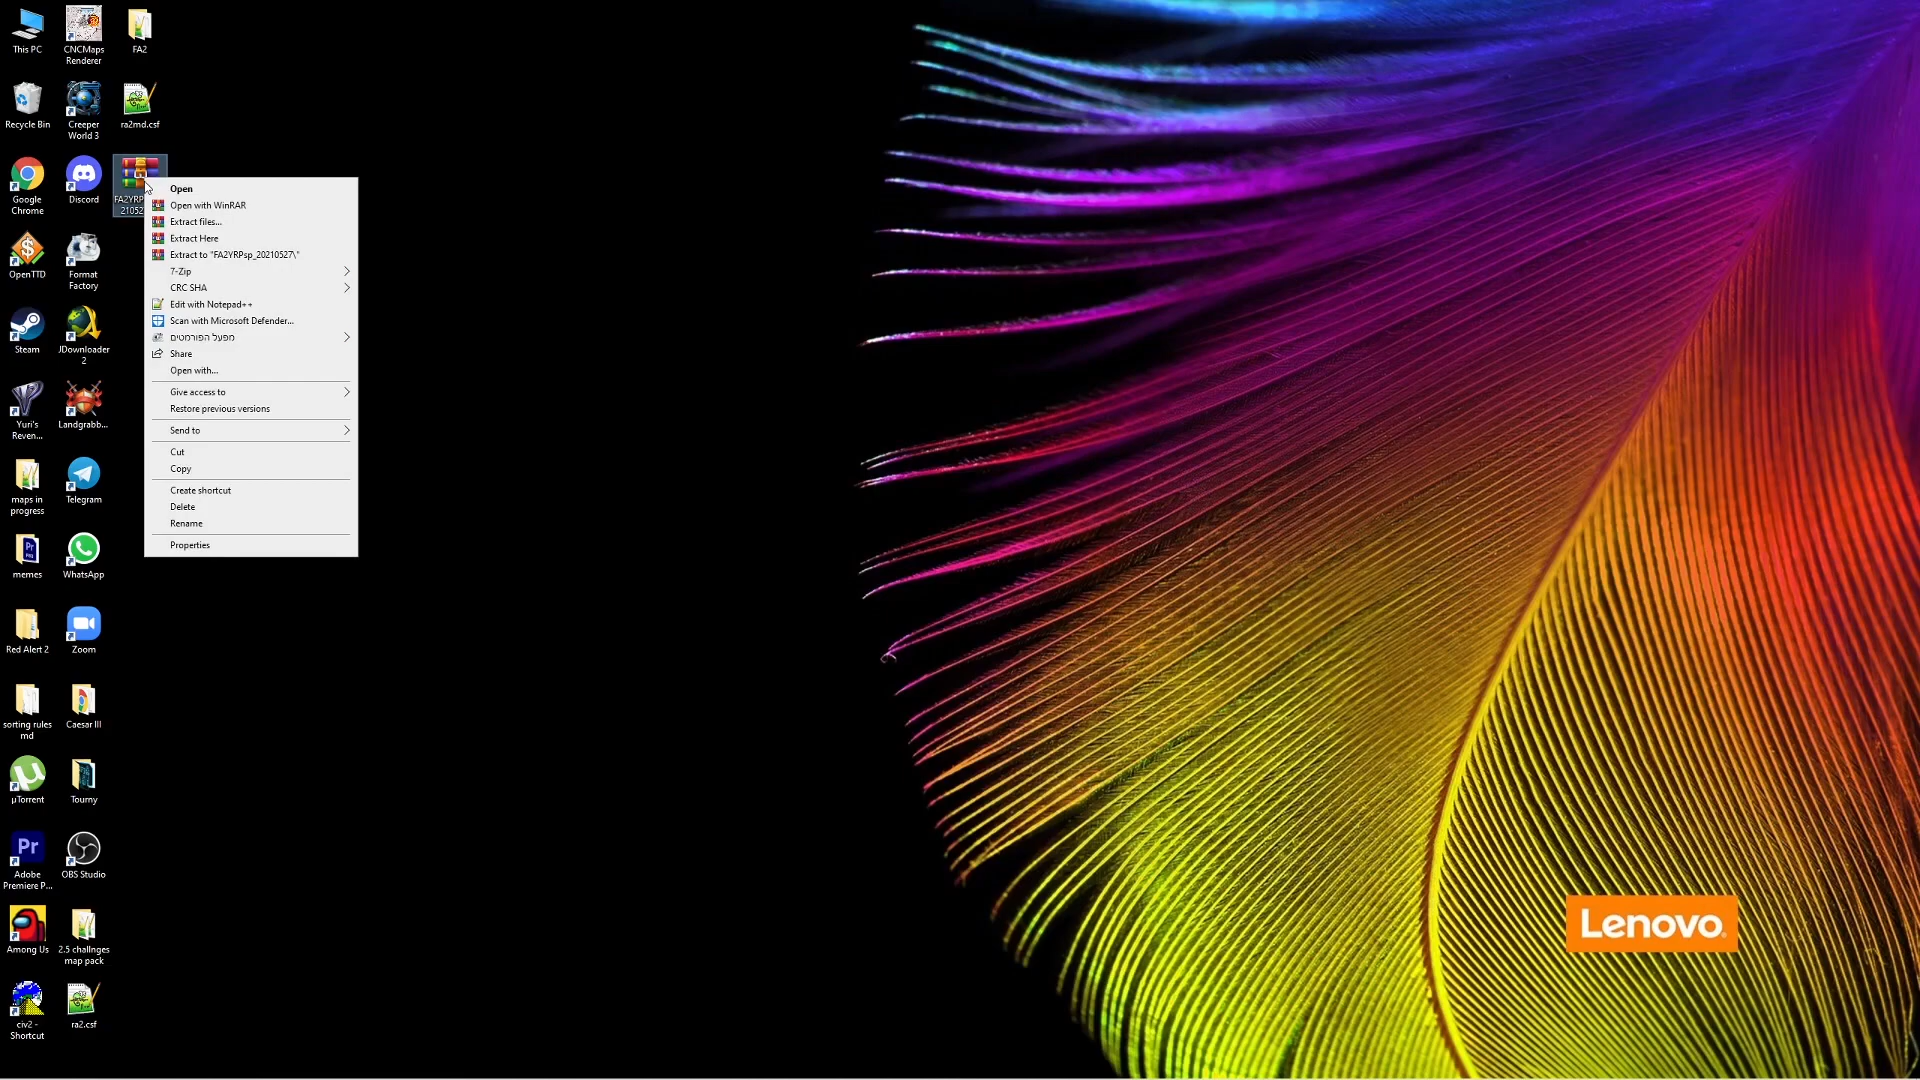 This PC
CNCMaps
Renderer
FA2
Recycle Bin
Creeper
World 3
ra2md.csf
Google
Chrome
Discord
OpenTTD
Format
Factory
Steam
JDownloader
2
Yuri's
Reven...
Landgrabb...
maps in
progress
Telegram
memes
WhatsApp
Red Alert 2
Zoom
sorting rules
md
Caesar III
µTorrent
Tourny
Adobe
Premiere P...
OBS Studio
Among Us
2.5 challnges
map pack
civ2 -
Shortcut
ra2.csf
Open
Open with WinRAR
Extract files...
Extract Here
Extract to "FA2YRPsp_20210527\"
7-Zip
CRC SHA
Edit with Notepad++
Scan with Microsoft Defender...
מפעל הפורמטים
Share
Open with...
Give access to
Restore previous versions
Send to
Cut
Copy
Create shortcut
Delete
Rename
Properties
Lenovo